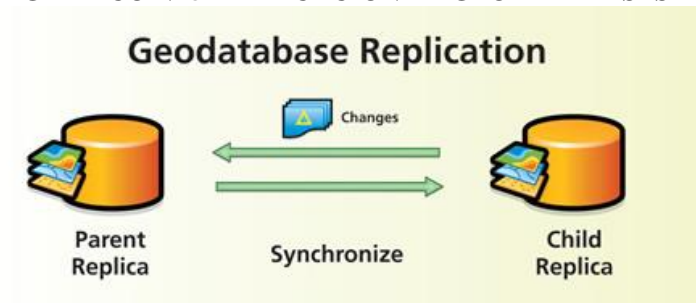 Geodatabase Replication
Changes
Parent
Replica
Synchronize
Child
Replica